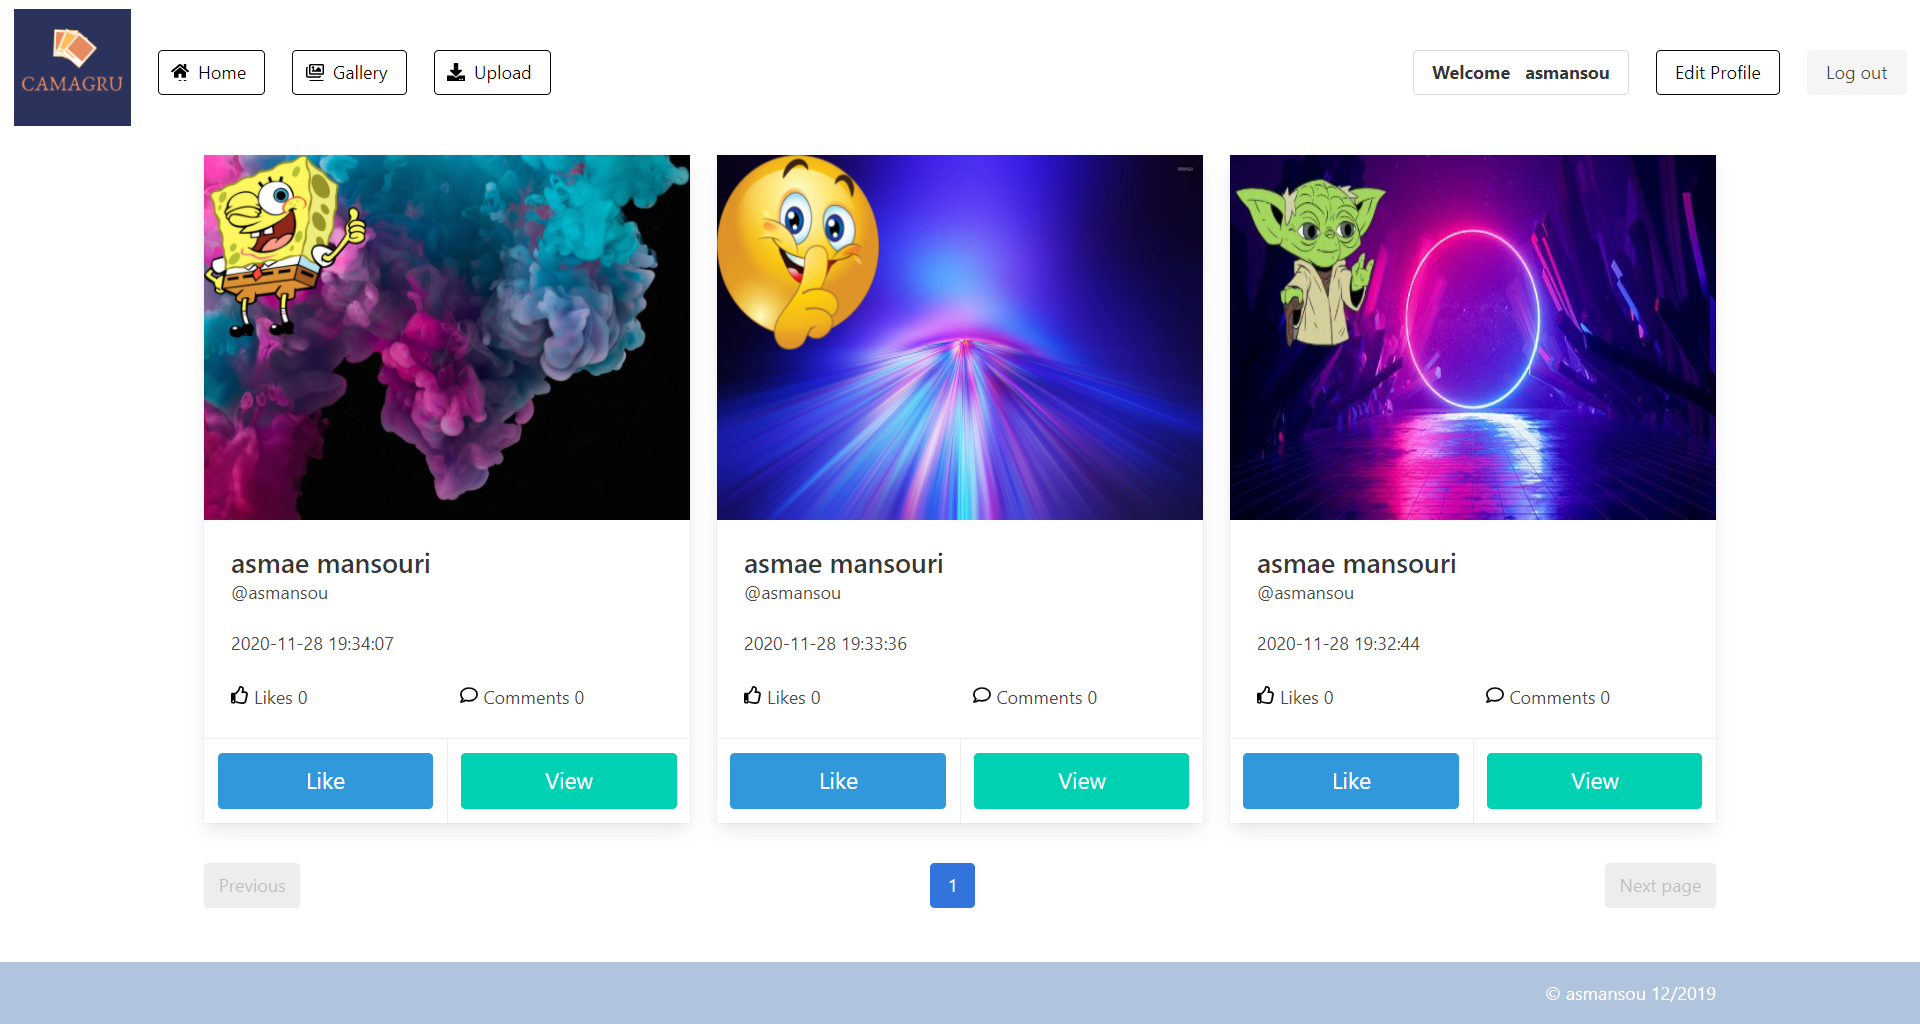 CAMAGRU
Home
Gallery
Upload
Welcome asmansou
Edit Profile
Log out
asmae mansouri
@asmansou
2020-11-28 19:34:07
Likes 0
Comments 0
Like
View
asmae mansouri
@asmansou
2020-11-28 19:33:36
Likes 0
Comments 0
Like
View
asmae mansouri
@asmansou
2020-11-28 19:32:44
Likes 0
Comments 0
Like
View
Previous
1
Next page
© asmansou 12/2019